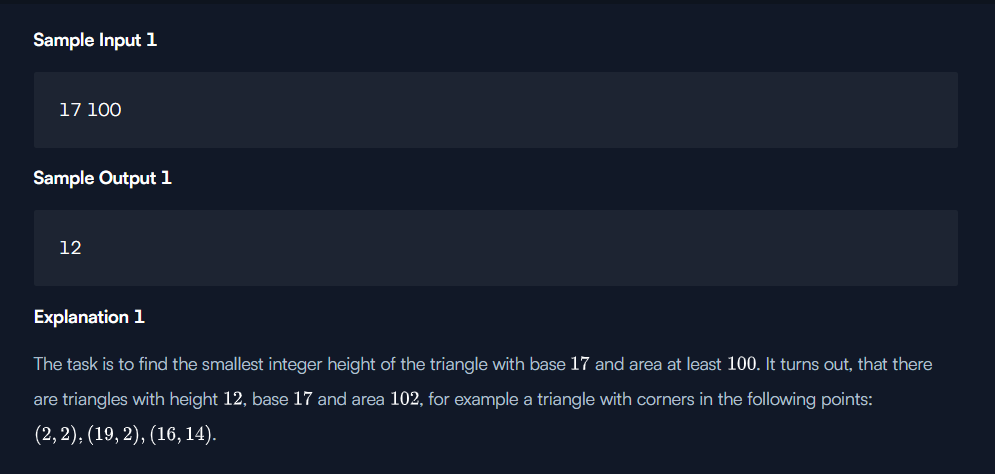 Sample Input 1
17 100
Sample Output 1
12
Explanation 1
The task is to find the smallest integer height of the triangle with base 17 and area at least 100. It turns out, that there
are triangles with height 12, base 17 and area 102, for example a triangle with corners in the following points:
(2, 2), (19, 2), (16, 14).